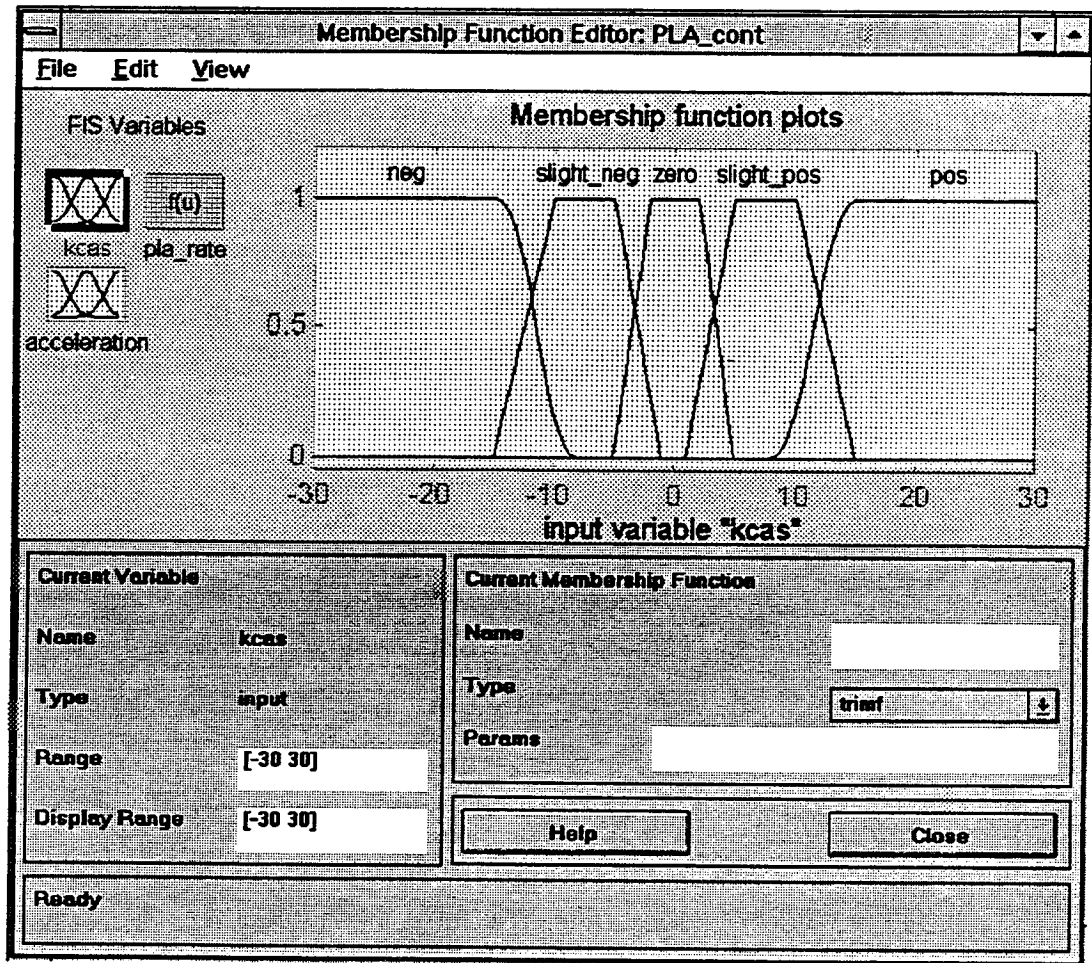 Membership Function Editor: PLA_cont
File Edit View
FIS Variables
f(u)
kcas pla_rate
acceleration
Membership function plots
neg slight_neg zero slight_pos pos
1
0.5
0
-30 -20 -10 0 10 20 30
input variable "kcas"
Current Variable
Name kcas
Type input
Range [-30 30]
Display Range [-30 30]
Current Membership Function
Name
Type trimf
Params
Help Close
Ready